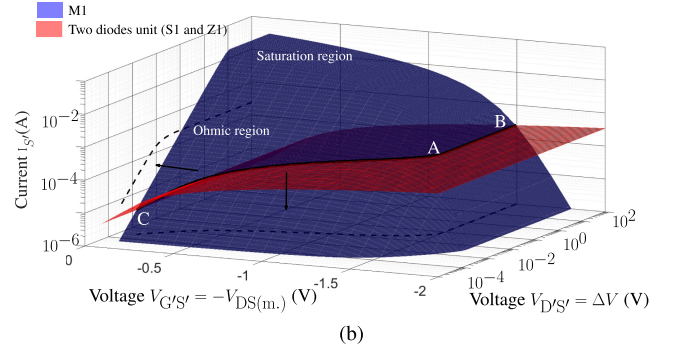 M1
Two diodes unit (S1 and Z1)
Saturation region
Ohmic region
A
B
C
Current I_S'(A)
10^-2
10^-4
10^-6
0
-0.5
-1
-1.5
-2
10^-4
10^-2
10^0
10^2
Voltage V_G'S' = −V_DS(m.) (V)
Voltage V_D'S' = ΔV (V)
(b)